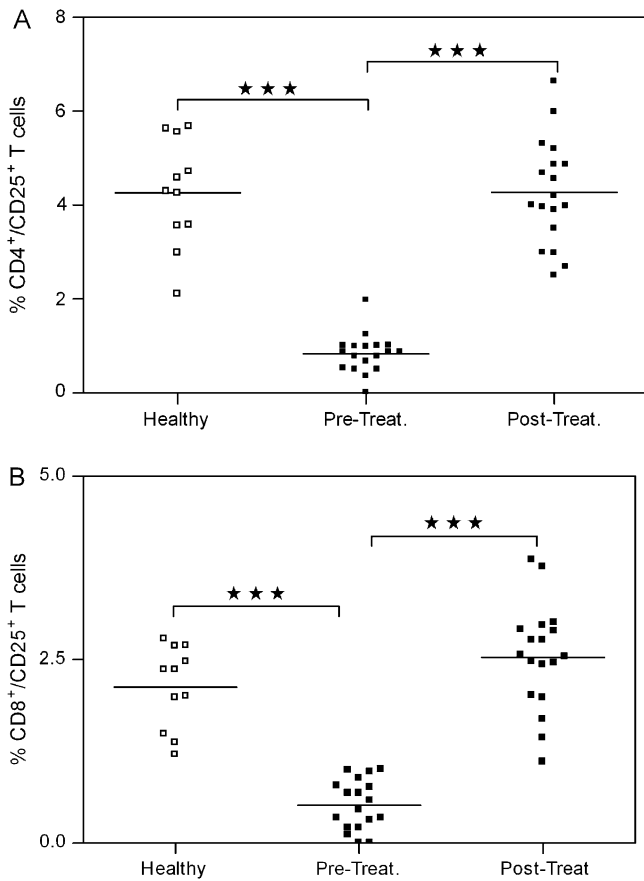 A
8
6
4
2
0
% CD4⁺/CD25⁺ T cells
★★★
★★★
Healthy
Pre-Treat.
Post-Treat.
B
5.0
2.5
0.0
% CD8⁺/CD25⁺ T cells
★★★
★★★
Healthy
Pre-Treat.
Post-Treat